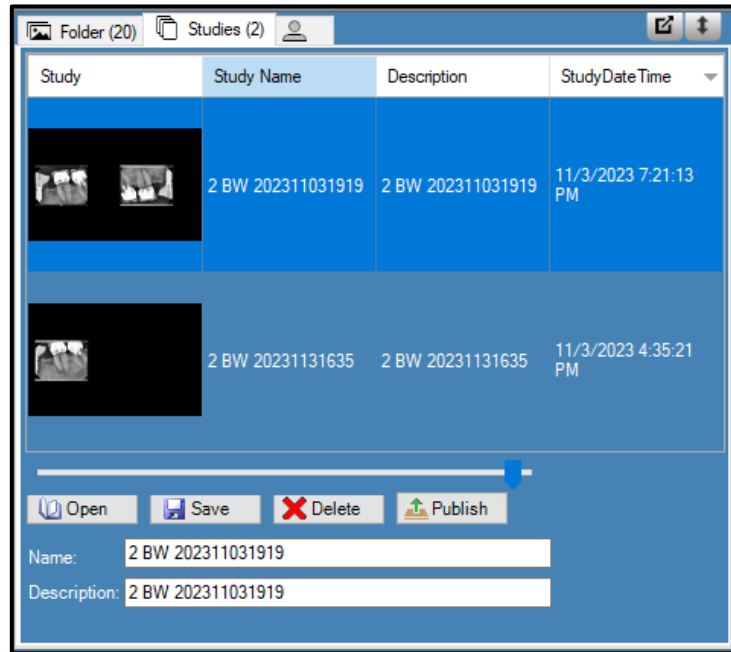 Folder (20) Studies (2)
Study Study Name Description StudyDateTime
2 BW 202311031919 2 BW 202311031919 11/3/2023 7:21:13
PM
2 BW 20231131635 2 BW 20231131635 11/3/2023 4:35:21
PM
Open Save Delete Publish
Name: 2 BW 202311031919
Description: 2 BW 202311031919